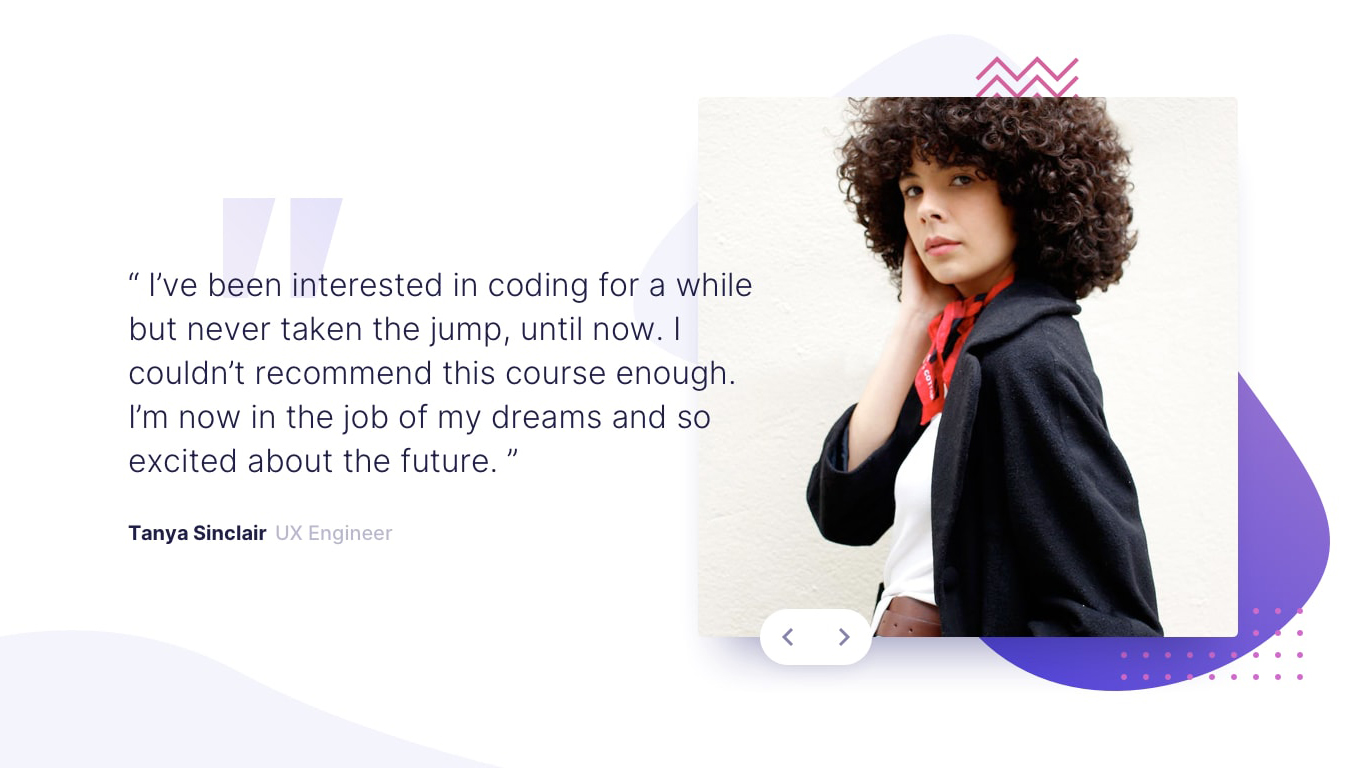 “ I’ve been interested in coding for a while
but never taken the jump, until now. I
couldn’t recommend this course enough.
I’m now in the job of my dreams and so
excited about the future. ”
Tanya Sinclair UX Engineer